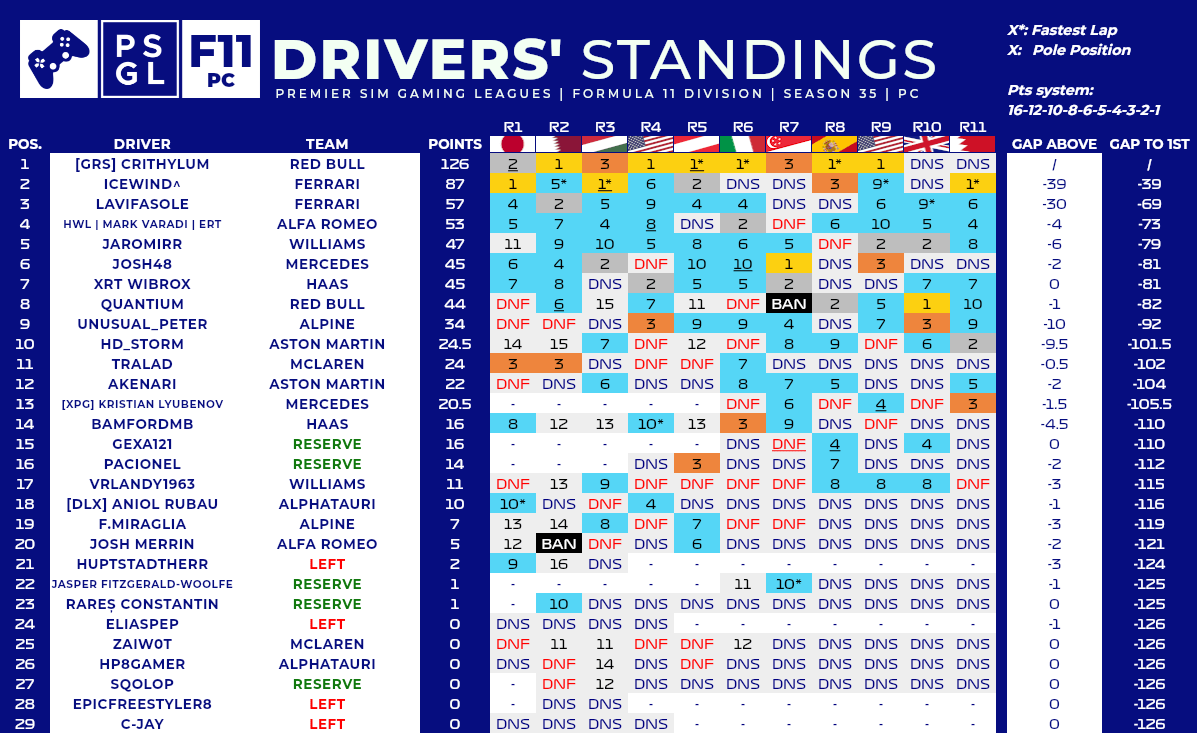 PS
GL
F11
PC
DRIVERS' STANDINGS
PREMIER SIM GAMING LEAGUES | FORMULA 11 DIVISION | SEASON 35 | PC
X*: Fastest Lap
X: Pole Position
Pts system:
16-12-10-8-6-5-4-3-2-1
POS. DRIVER TEAM POINTS R1 R2 R3 R4 R5 R6 R7 R8 R9 R10 R11 GAP ABOVE GAP TO 1ST
1 [GRS] CRITHYLUM RED BULL 126 2 1 3 1 1* 1* 3 1* 1 DNS DNS / /
2 ICEWIND^ FERRARI 87 1 5* 1* 6 2 DNS DNS 3 9* DNS 1* -39 -39
3 LAVIFASOLE FERRARI 57 4 2 5 9 4 4 DNS DNS 6 9* 6 -30 -69
4 HWL | MARK VARADI | ERT ALFA ROMEO 53 5 7 4 8 DNS 2 DNF 6 10 5 4 -4 -73
5 JAROMIRR WILLIAMS 47 11 9 10 5 8 6 5 DNF 2 2 8 -6 -79
6 JOSH48 MERCEDES 45 6 4 2 DNF 10 10 1 DNS 3 DNS DNS -2 -81
7 XRT WIBROX HAAS 45 7 8 DNS 2 5 5 2 DNS DNS 7 7 0 -81
8 QUANTIUM RED BULL 44 DNF 6 15 7 11 DNF BAN 2 5 1 10 -1 -82
9 UNUSUAL_PETER ALPINE 34 DNF DNF DNS 3 9 9 4 DNS 7 3 9 -10 -92
10 HD_STORM ASTON MARTIN 24.5 14 15 7 DNF 12 DNF 8 9 DNF 6 2 -9.5 -101.5
11 TRALAD MCLAREN 24 3 3 DNS DNF DNF 7 DNS DNS DNS DNS DNS -0.5 -102
12 AKENARI ASTON MARTIN 22 DNF DNS 6 DNS DNS 8 7 5 DNS DNS 5 -2 -104
13 [XPG] KRISTIAN LYUBENOV MERCEDES 20.5 - - - - - DNF 6 DNF 4 DNF 3 -1.5 -105.5
14 BAMFORDMB HAAS 16 8 12 13 10* 13 3 9 DNS DNF DNS DNS -4.5 -110
15 GEXA121 RESERVE 16 - - - - - DNS DNF 4 DNS 4 DNS 0 -110
16 PACIONEL RESERVE 14 - - - DNS 3 DNS DNS 7 DNS DNS DNS -2 -112
17 VRLANDY1963 WILLIAMS 11 DNF 13 9 DNF DNF DNF DNF 8 8 8 DNF -3 -115
18 [DLX] ANIOL RUBAU ALPHATAURI 10 10* DNS DNF 4 DNS DNS DNS DNS DNS DNS DNS -1 -116
19 F.MIRAGLIA ALPINE 7 13 14 8 DNF 7 DNF DNF DNS DNS DNS DNS -3 -119
20 JOSH MERRIN ALFA ROMEO 5 12 BAN DNF DNS 6 DNS DNS DNS DNS DNS DNS -2 -121
21 HUPTSTADTHERR LEFT 2 9 16 DNS - - - - - - - - -3 -124
22 JASPER FITZGERALD-WOOLFE RESERVE 1 - - - - - 11 10* DNS DNS DNS DNS -1 -125
23 RAREȘ CONSTANTIN RESERVE 1 - 10 DNS DNS DNS DNS DNS DNS DNS DNS DNS 0 -125
24 ELIASPEP LEFT 0 DNS DNS DNS DNS - - - - - - - -1 -126
25 ZAIW0T MCLAREN 0 DNF 11 11 DNF DNF 12 DNS DNS DNS DNS DNS 0 -126
26 HP8GAMER ALPHATAURI 0 DNS DNF 14 DNS DNF DNS DNS DNS DNS DNS DNS 0 -126
27 SQOLOP RESERVE 0 - DNF 12 DNS DNS DNS DNS DNS DNS DNS DNS 0 -126
28 EPICFREESTYLER8 LEFT 0 - DNS DNS - - - - - - - - 0 -126
29 C-JAY LEFT 0 DNS DNS DNS DNS - - - - - - - 0 -126